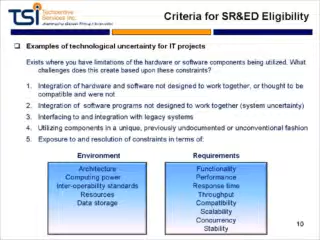 TSI Technomine Services Inc.
Criteria for SR&ED Eligibility
Examples of technological uncertainty for IT projects
Exists where you have limitations of the hardware or software components being utilized. What
challenges does this create based upon these constraints?
1. Integration of hardware and software not designed to work together, or thought to be
compatible and were not
2. Integration of software programs not designed to work together (system uncertainty)
3. Interfacing to and integration with legacy systems
4. Utilizing components in a unique, previously undocumented or unconventional fashion
5. Exposure to and resolution of constraints in terms of:
Environment
Architecture
Computing power
Inter-operability standards
Resources
Data storage
Requirements
Functionality
Performance
Response time
Throughput
Compatibility
Scalability
Concurrency
Stability
10